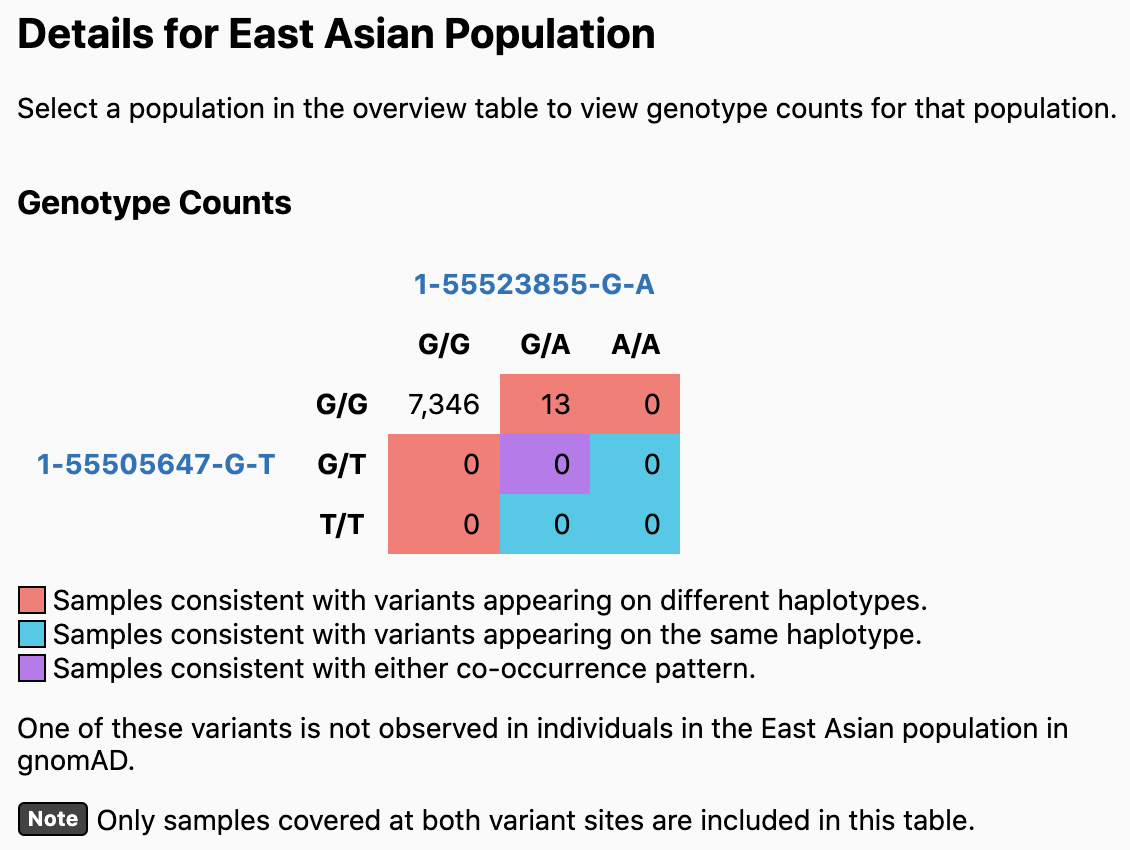 Details for East Asian Population
Select a population in the overview table to view genotype counts for that population.
Genotype Counts
1-55523855-G-A
G/G G/A A/A
G/G 7,346 13 0
1-55505647-G-T G/T 0 0 0
T/T 0 0 0
Samples consistent with variants appearing on different haplotypes.
Samples consistent with variants appearing on the same haplotype.
Samples consistent with either co-occurrence pattern.
One of these variants is not observed in individuals in the East Asian population in
gnomAD.
Note Only samples covered at both variant sites are included in this table.